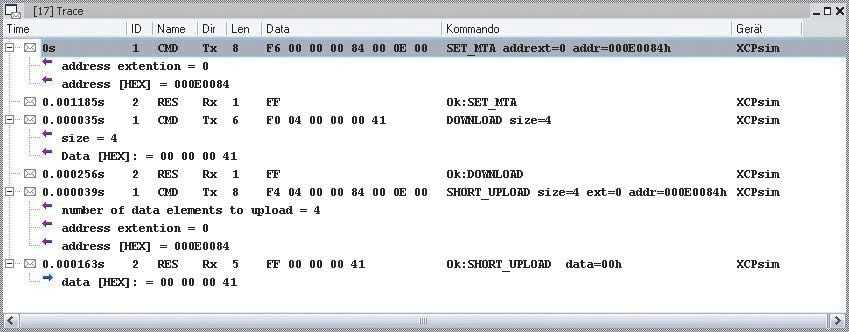 [17] Trace
Time ID Name Dir Len Data Kommando Gerät
0s 1 CMD Tx 8 F6 00 00 00 84 00 0E 00 SET_MTA addrext=0 addr=000E0084h XCPsim
address extention = 0
address [HEX] = 000E0084
0.001185s 2 RES Rx 1 FF Ok:SET_MTA XCPsim
0.000035s 1 CMD Tx 6 F0 04 00 00 00 41 DOWNLOAD size=4 XCPsim
size = 4
Data [HEX]: = 00 00 00 41
0.000256s 2 RES Rx 1 FF Ok:DOWNLOAD XCPsim
0.000039s 1 CMD Tx 8 F4 04 00 00 84 00 0E 00 SHORT_UPLOAD size=4 ext=0 addr=000E0084h XCPsim
number of data elements to upload = 4
address extention = 0
address [HEX] = 000E0084
0.000163s 2 RES Rx 5 FF 00 00 00 41 Ok:SHORT_UPLOAD data=00h XCPsim
data [HEX]: = 00 00 00 41